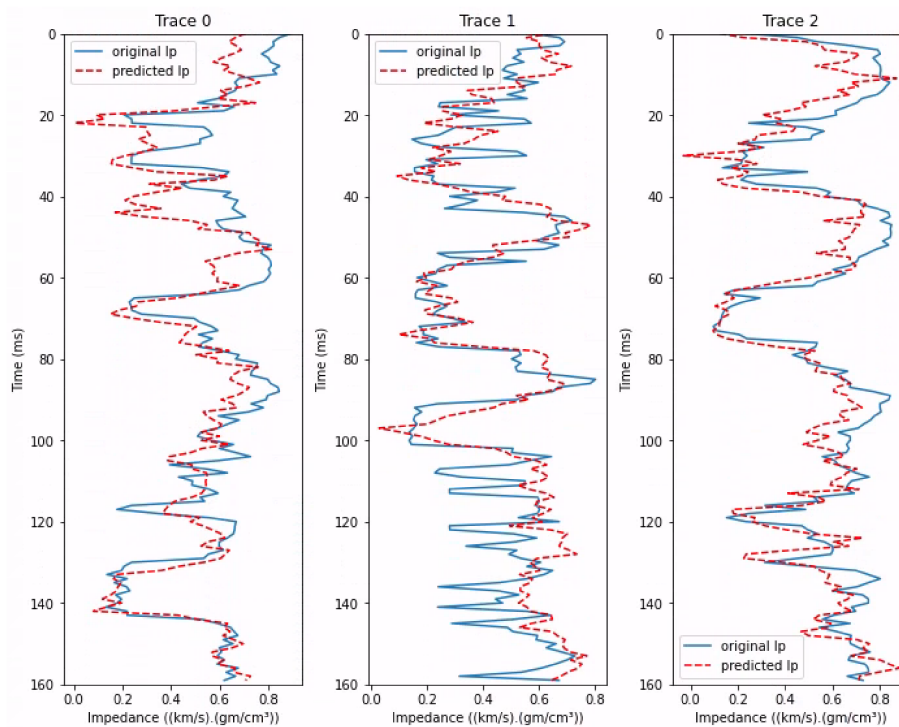 Trace 0
Trace 1
Trace 2
0
20
40
60
80
100
120
140
160
0
20
40
60
80
100
120
140
160
0
20
40
60
80
100
120
140
160
original Ip
predicted Ip
original Ip
predicted Ip
original Ip
predicted Ip
Time (ms)
Time (ms)
Time (ms)
0.0 0.2 0.4 0.6 0.8
0.0 0.2 0.4 0.6 0.8
0.0 0.2 0.4 0.6 0.8
Impedance ((km/s).(gm/cm³))
Impedance ((km/s).(gm/cm³))
Impedance ((km/s).(gm/cm³))